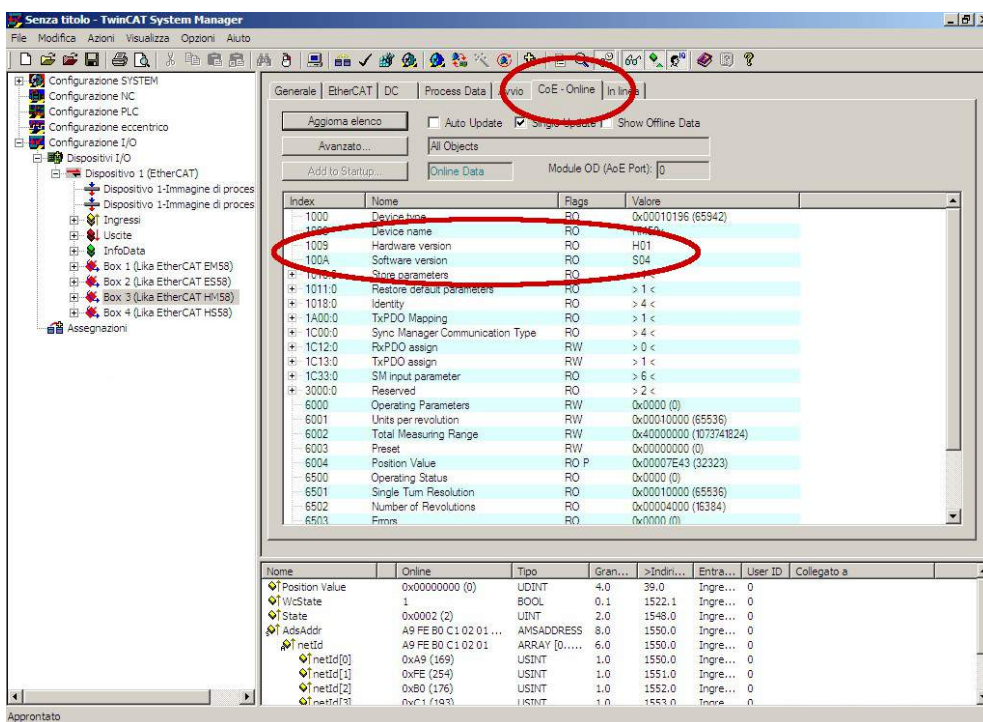 Senza titolo - TwinCAT System Manager
File Modifica Azioni Visualizza Opzioni Aiuto
Configurazione SYSTEM
Configurazione NC
Configurazione PLC
Configurazione eccentrico
Configurazione I/O
Dispositivi I/O
Dispositivo 1 (EtherCAT)
Dispositivo 1-Immagine di proces
Dispositivo 1-Immagine di proces
Ingressi
Uscite
InfoData
Box 1 (Lika EtherCAT EM58)
Box 2 (Lika EtherCAT ES58)
Box 3 (Lika EtherCAT HM58)
Box 4 (Lika EtherCAT HS58)
Assegnazioni
Generale EtherCAT DC Process Data Avvio CoE - Online In linea
Aggiorna elenco Auto Update Single Update Show Offline Data
Avanzato... All Objects
Add to Startup... Online Data Module OD (AoE Port): 0
Index Nome Flags Valore
1000 Device type RO 0x00010196 (65942)
Device name RO
1009 Hardware version RO H01
100A Software version RO S04
Store parameters RO
1011:0 Restore default parameters RO > 1 <
1018:0 Identity RO > 4 <
1A00:0 TxPDO Mapping RO > 1 <
1C00:0 Sync Manager Communication Type RO > 4 <
1C12:0 RxPDO assign RW > 0 <
1C13:0 TxPDO assign RW > 1 <
1C33:0 SM input parameter RO > 6 <
3000:0 Reserved RO > 2 <
6000 Operating Parameters RW 0x0000 (0)
6001 Units per revolution RW 0x00010000 (65536)
6002 Total Measuring Range RW 0x40000000 (1073741824)
6003 Preset RW 0x00000000 (0)
6004 Position Value RO P 0x00007E43 (32323)
6500 Operating Status RO 0x0000 (0)
6501 Single Turn Resolution RO 0x00010000 (65536)
6502 Number of Revolutions RO 0x00004000 (16384)
6503 Errors RO 0x0000 (0)
Nome Online Tipo Gran... >Indiri... Entra... User ID Collegato a
Position Value 0x00000000 (0) UDINT 4.0 39.0 Ingre... 0
WcState 1 BOOL 0.1 1522.1 Ingre... 0
State 0x0002 (2) UINT 2.0 1548.0 Ingre... 0
AdsAddr A9 FE B0 C1 02 01 ... AMSADDRESS 8.0 1550.0 Ingre... 0
netId A9 FE B0 C1 02 01 ARRAY [0..... 6.0 1550.0 Ingre... 0
netId[0] 0xA9 (169) USINT 1.0 1550.0 Ingre... 0
netId[1] 0xFE (254) USINT 1.0 1551.0 Ingre... 0
netId[2] 0xB0 (176) USINT 1.0 1552.0 Ingre... 0
netId[3] 0xC1 (193) USINT 1.0 1553.0 Ingre... 0
Approntato